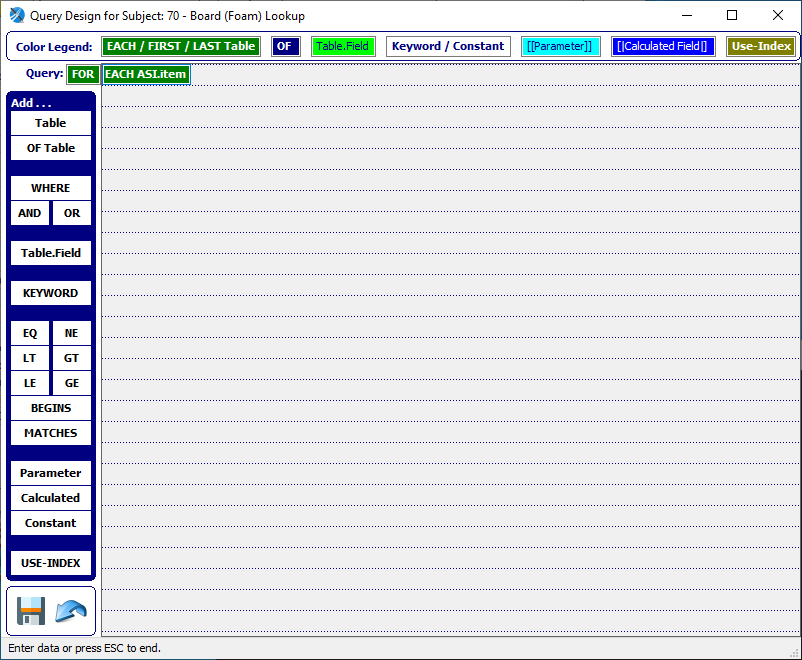 Query Design for Subject: 70 - Board (Foam) Lookup
Color Legend: EACH / FIRST / LAST Table OF Table.Field Keyword / Constant [[Parameter]] [|Calculated Field|] Use-Index
Query: FOR EACH ASI.item
Add . . .
Table
OF Table
WHERE
AND OR
Table.Field
KEYWORD
EQ NE
LT GT
LE GE
BEGINS
MATCHES
Parameter
Calculated
Constant
USE-INDEX
Enter data or press ESC to end.